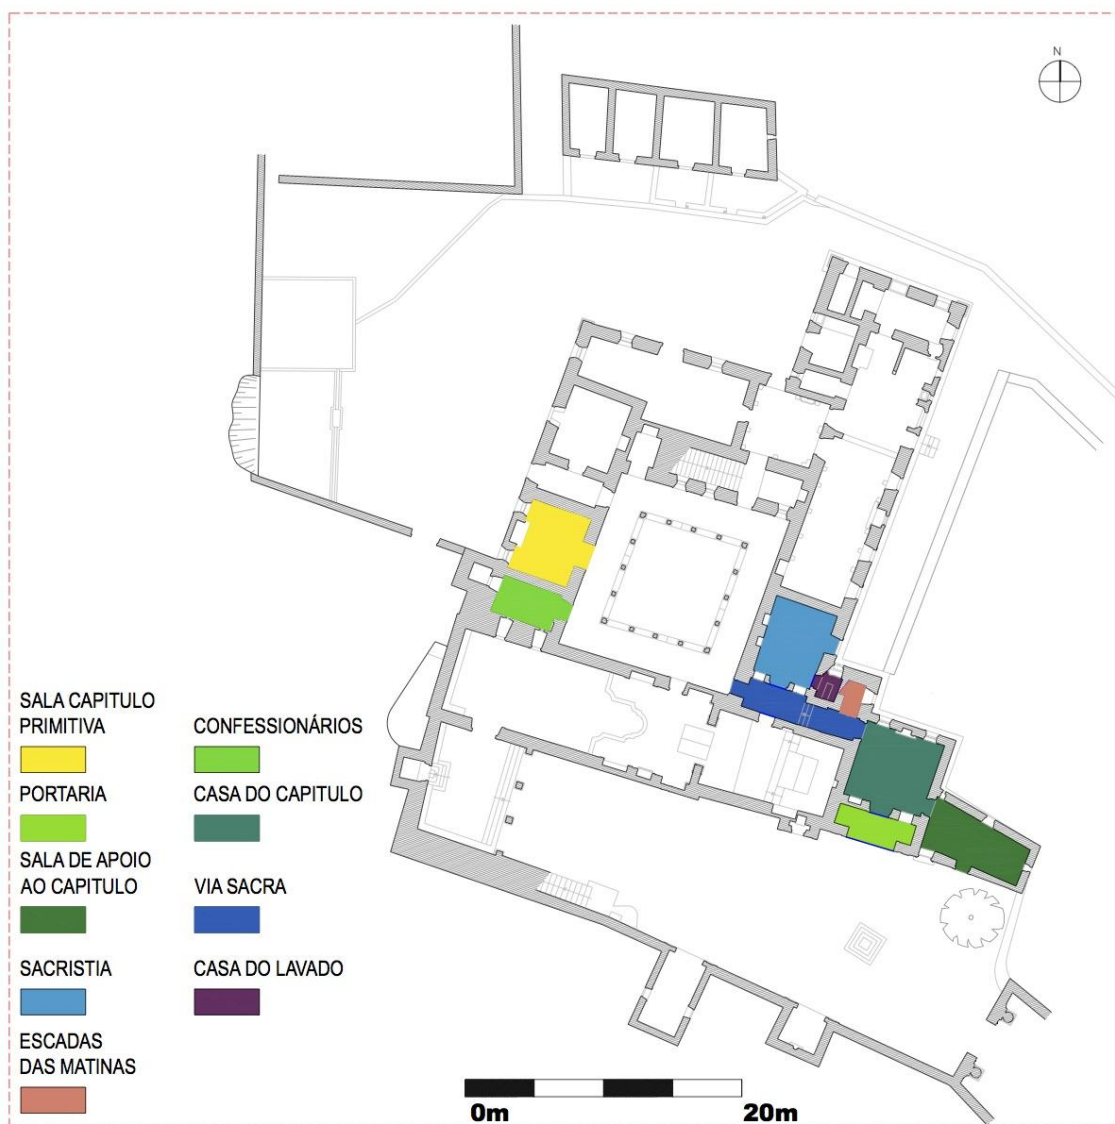 N
SALA CAPITULO
PRIMITIVA
CONFESSIONÁRIOS
PORTARIA
CASA DO CAPITULO
SALA DE APOIO
AO CAPITULO
VIA SACRA
SACRISTIA
CASA DO LAVADO
ESCADAS
DAS MATINAS
0m
20m